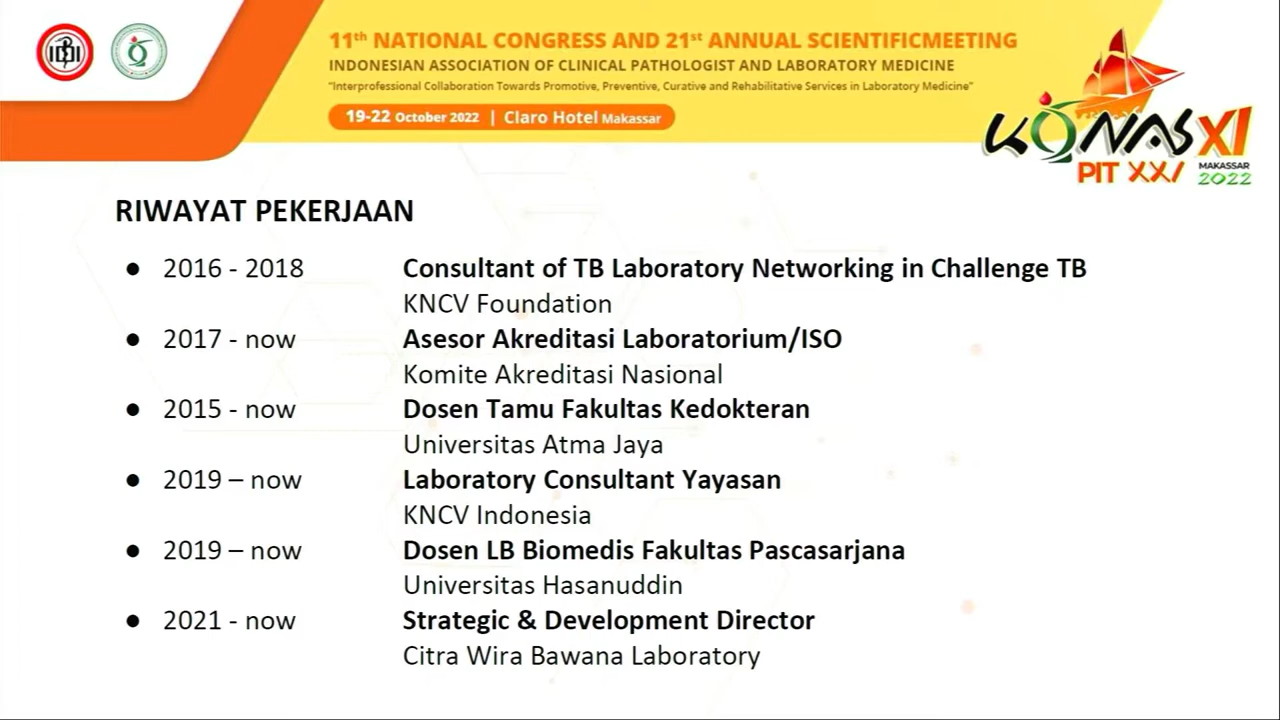 11th NATIONAL CONGRESS AND 21st ANNUAL SCIENTIFICMEETING
INDONESIAN ASSOCIATION OF CLINICAL PATHOLOGIST AND LABORATORY MEDICINE
"Interprofessional Collaboration Towards Promotive, Preventive, Curative and Rehabilitative Services in Laboratory Medicine"
19-22 October 2022 | Claro Hotel Makassar
KONAS XI
PIT XXI
MAKASSAR
2022
RIWAYAT PEKERJAAN
● 2016 - 2018 Consultant of TB Laboratory Networking in Challenge TB
KNCV Foundation
● 2017 - now Asesor Akreditasi Laboratorium/ISO
Komite Akreditasi Nasional
● 2015 - now Dosen Tamu Fakultas Kedokteran
Universitas Atma Jaya
● 2019 – now Laboratory Consultant Yayasan
KNCV Indonesia
● 2019 – now Dosen LB Biomedis Fakultas Pascasarjana
Universitas Hasanuddin
● 2021 - now Strategic & Development Director
Citra Wira Bawana Laboratory